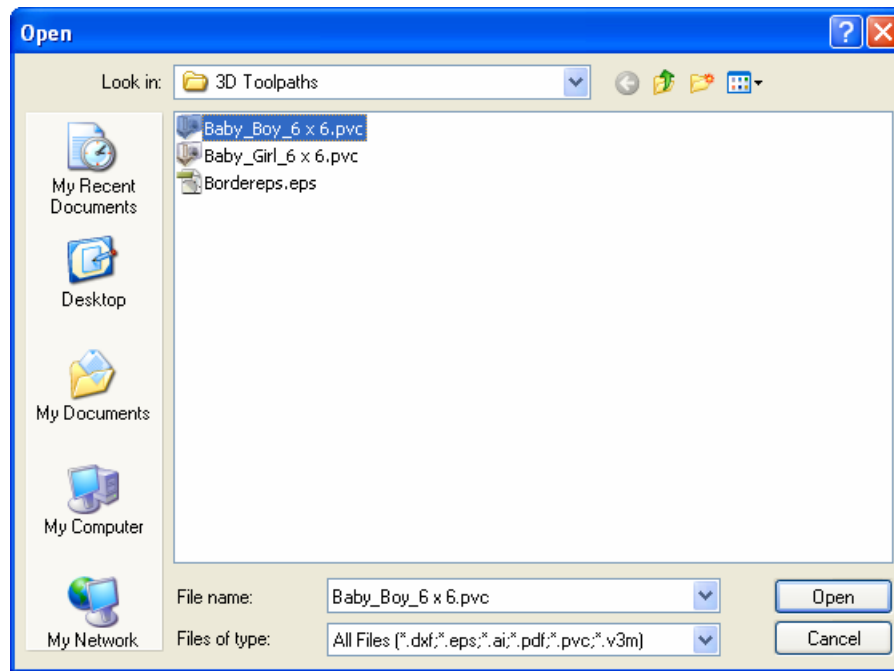 Open
Look in: 3D Toolpaths
My Recent
Documents
Desktop
My Documents
My Computer
My Network
Baby_Boy_6 x 6.pvc
Baby_Girl_6 x 6.pvc
Bordereps.eps
File name: Baby_Boy_6 x 6.pvc Open
Files of type: All Files (*.dxf;*.eps;*.ai;*.pdf;*.pvc;*.v3m) Cancel